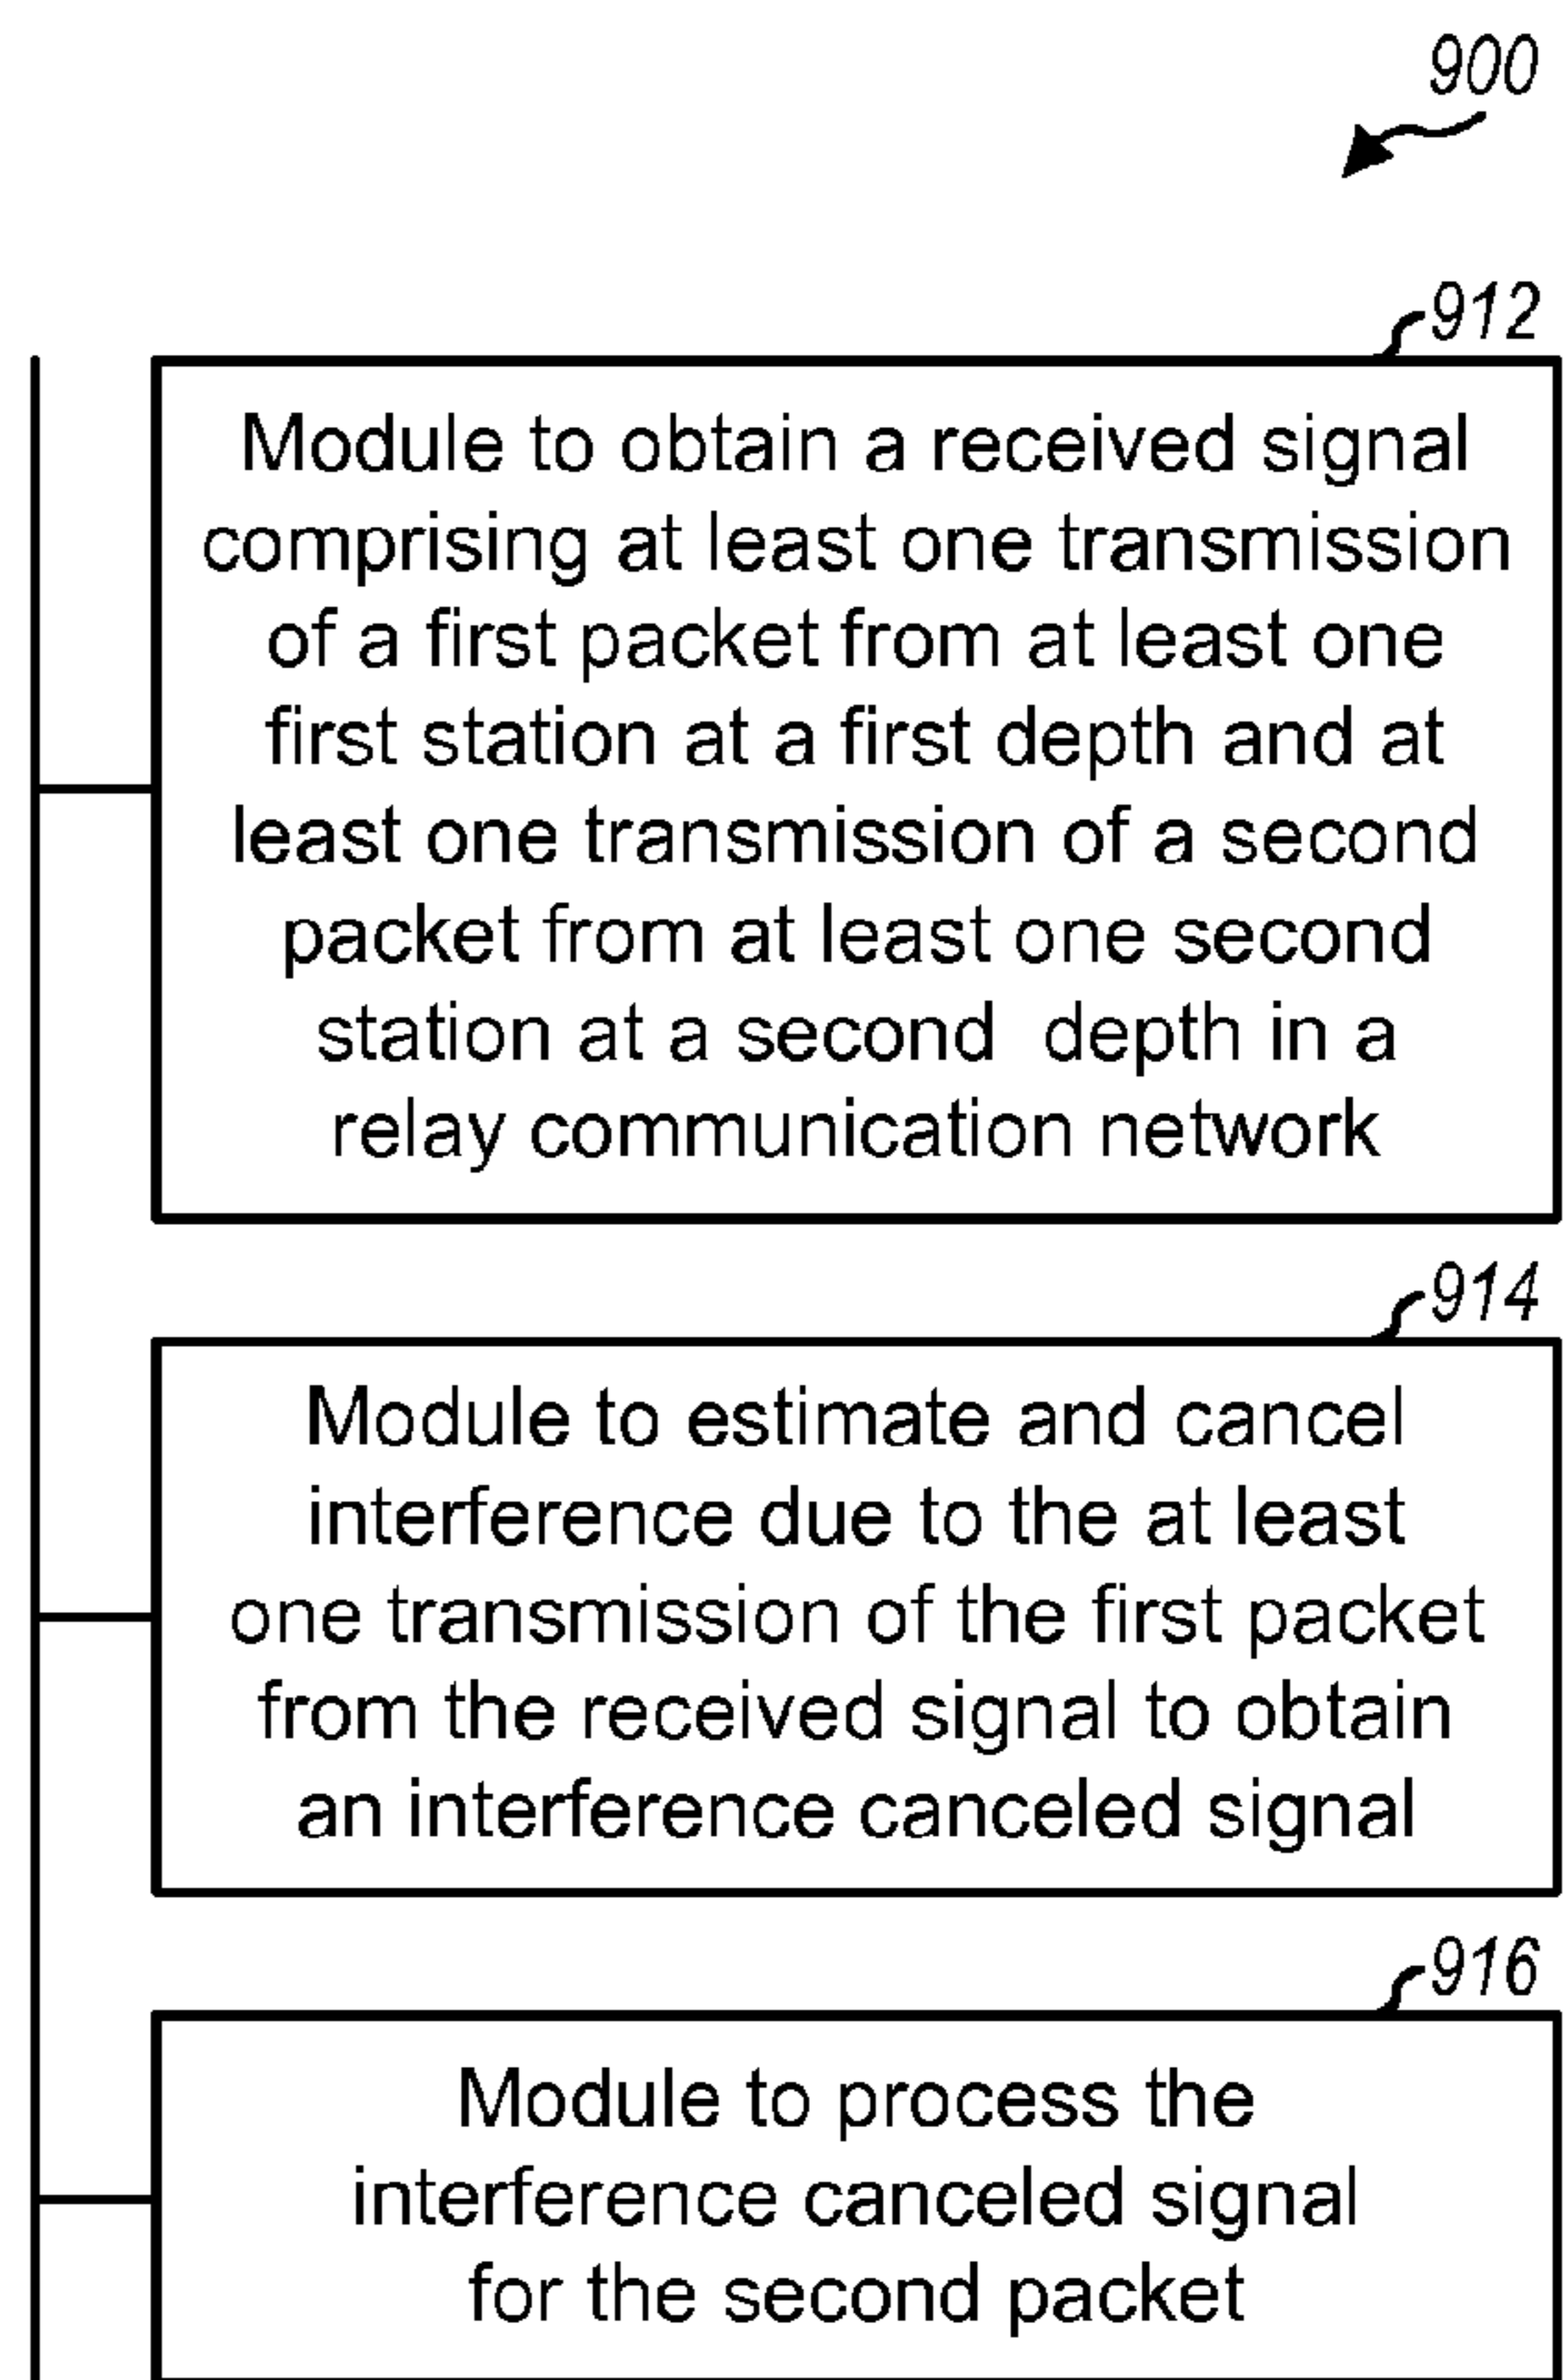 900
912
Module to obtain a received signal
comprising at least one transmission
of a first packet from at least one
first station at a first depth and at
least one transmission of a second
packet from at least one second
station at a second depth in a
relay communication network
914
Module to estimate and cancel
interference due to the at least
one transmission of the first packet
from the received signal to obtain
an interference canceled signal
916
Module to process the
interference canceled signal
for the second packet